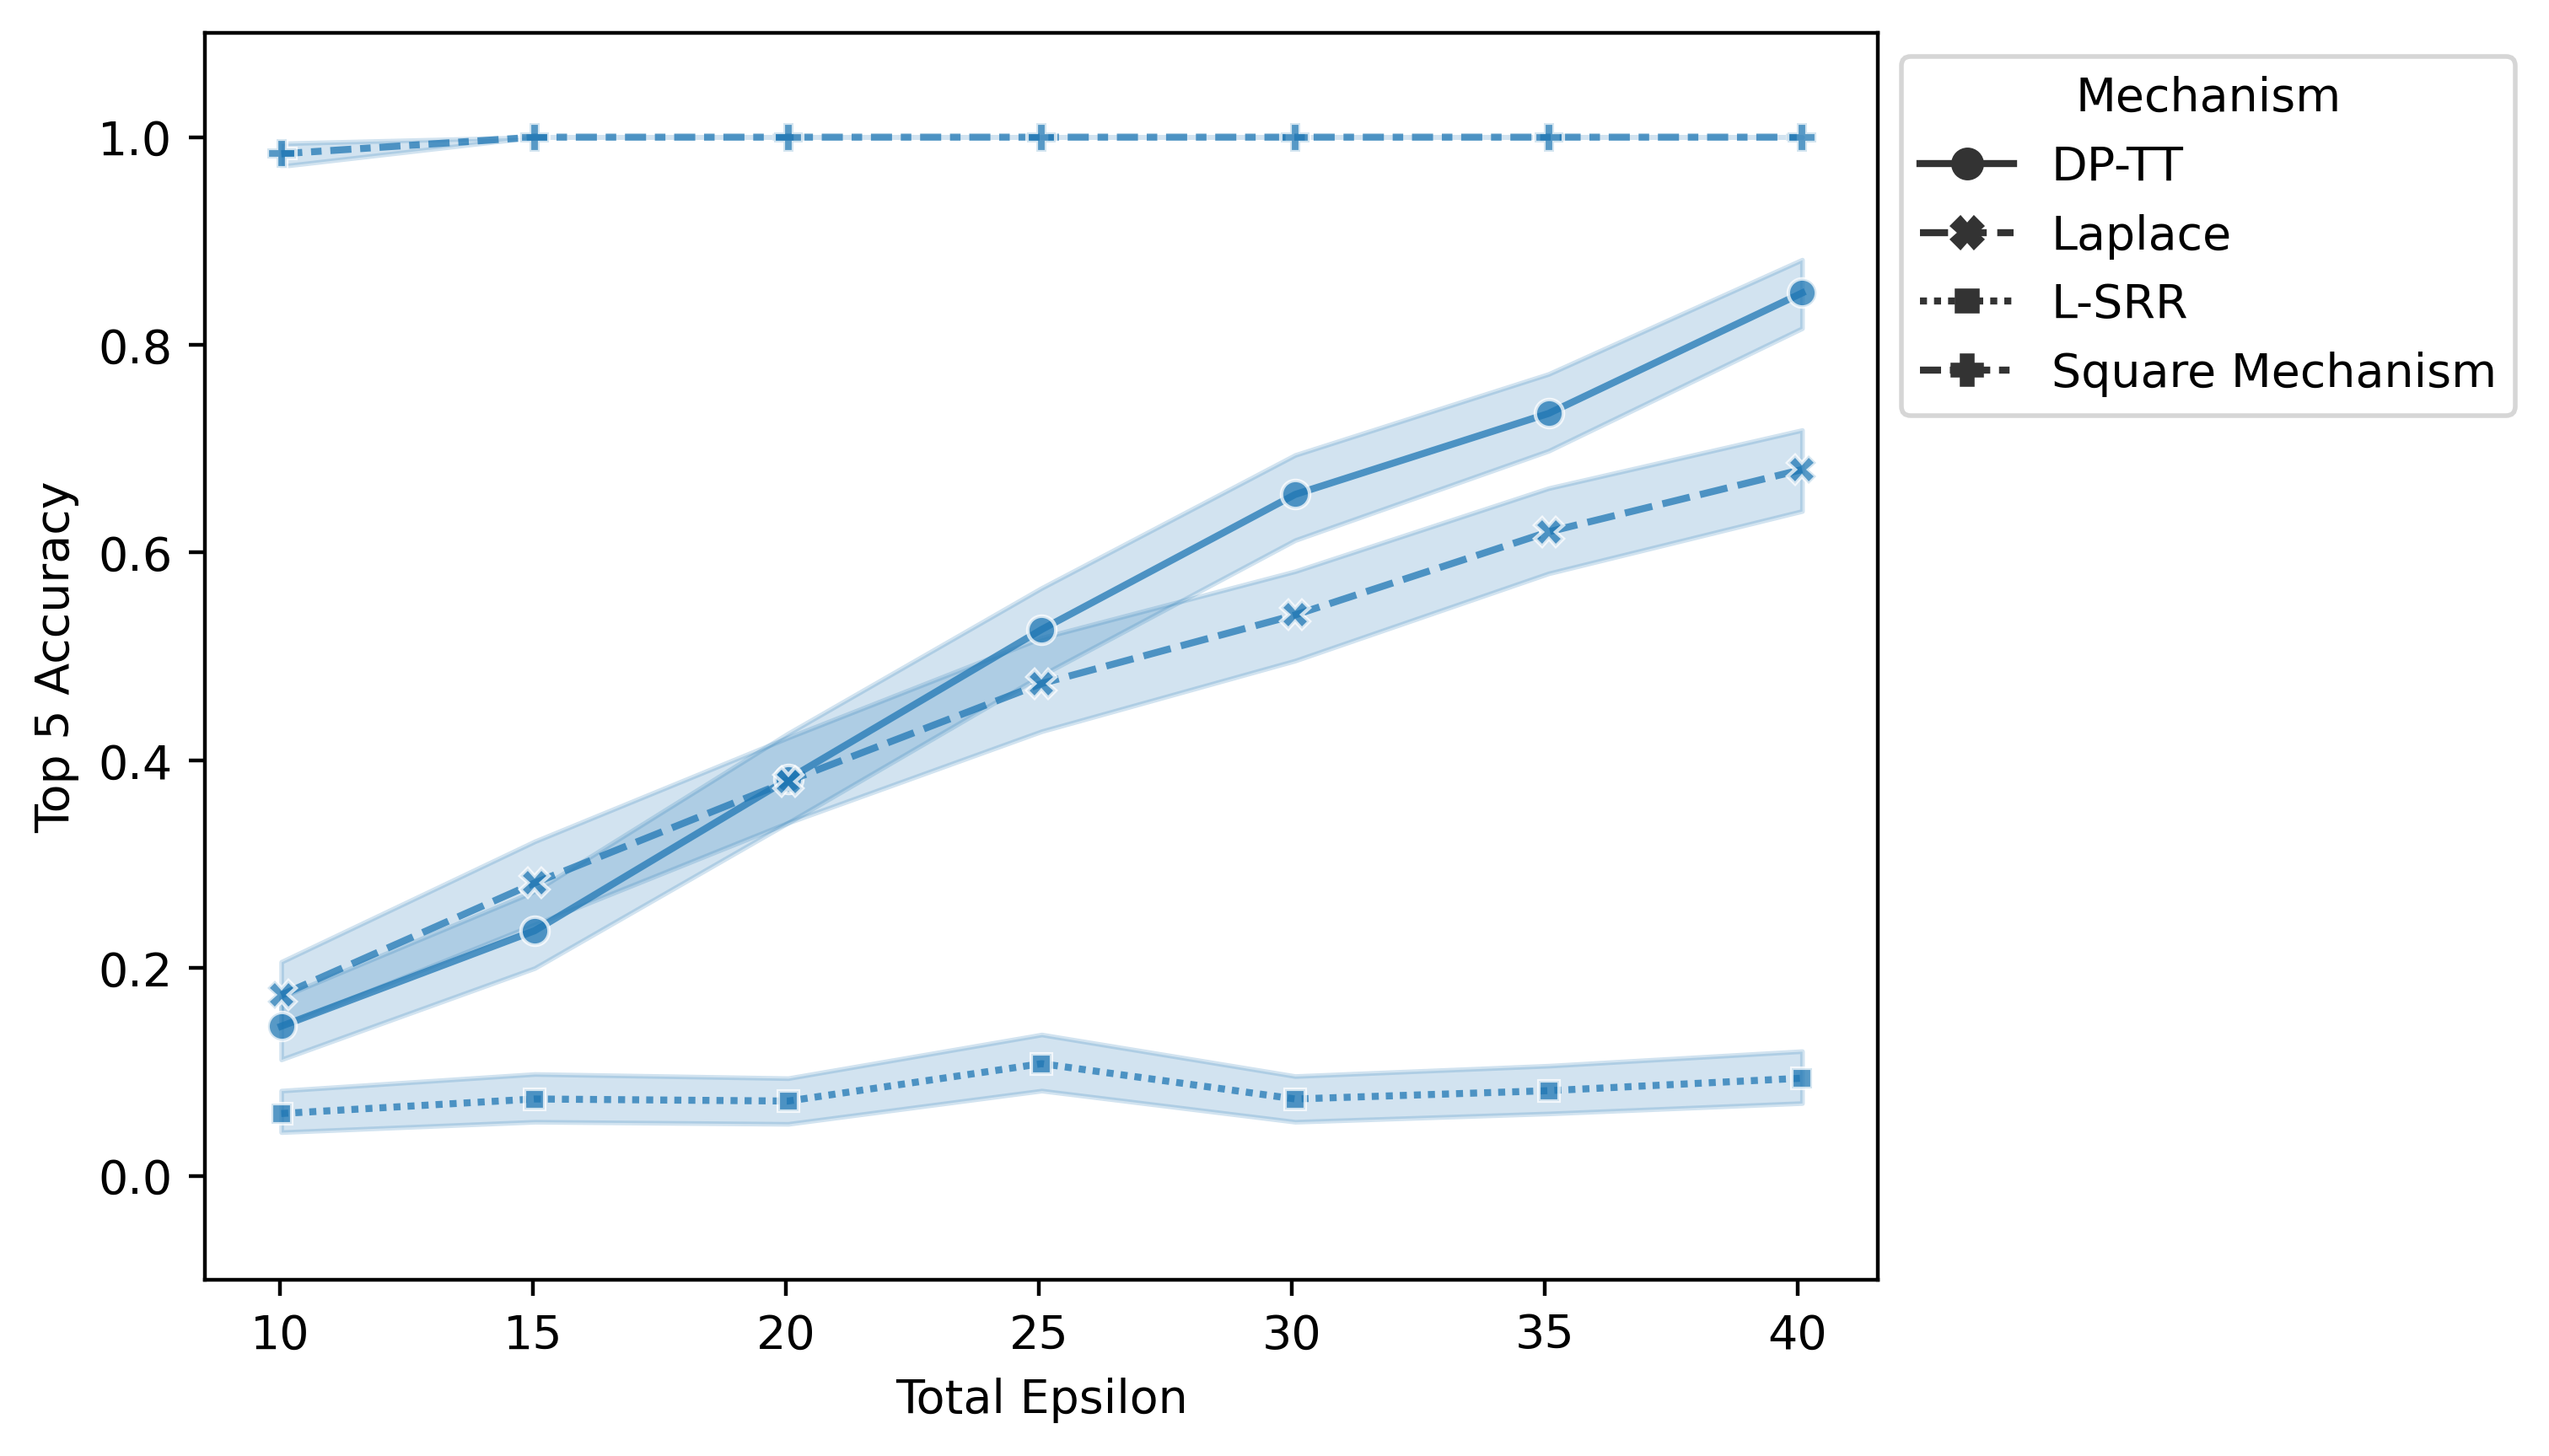 Mechanism
DP-TT
Laplace
L-SRR
Square Mechanism
Top 5 Accuracy
1.0
0.8
0.6
0.4
0.2
0.0
10 15 20 25 30 35 40
Total Epsilon